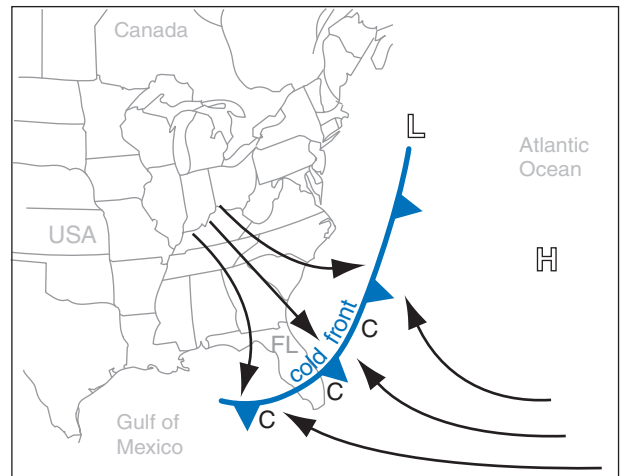 Canada
L
Atlantic
Ocean
USA
H
FL
cold front
C
C
C
Gulf of
Mexico